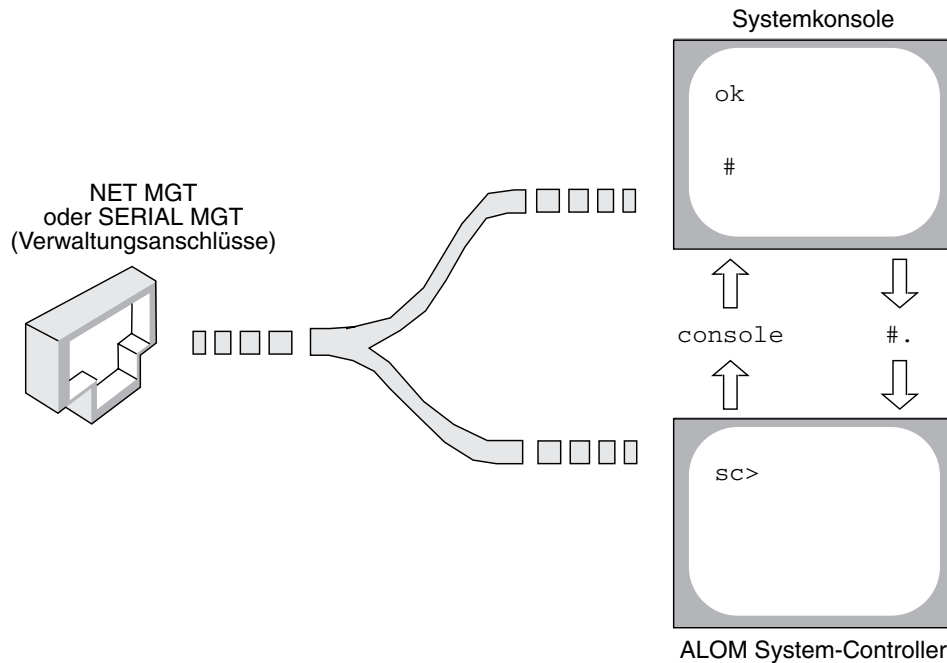 Systemkonsole
ok
#
NET MGT
oder SERIAL MGT
(Verwaltungsanschlüsse)
console
#.
sc>
ALOM System-Controller